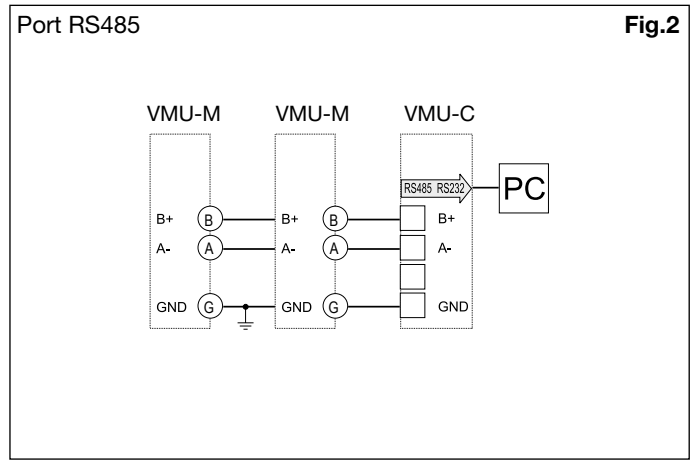 Port RS485 Fig.2
VMU-M VMU-M VMU-C
RS485 RS232 PC
B+ B B+ B B+
A- A A- A A-
GND G GND G GND